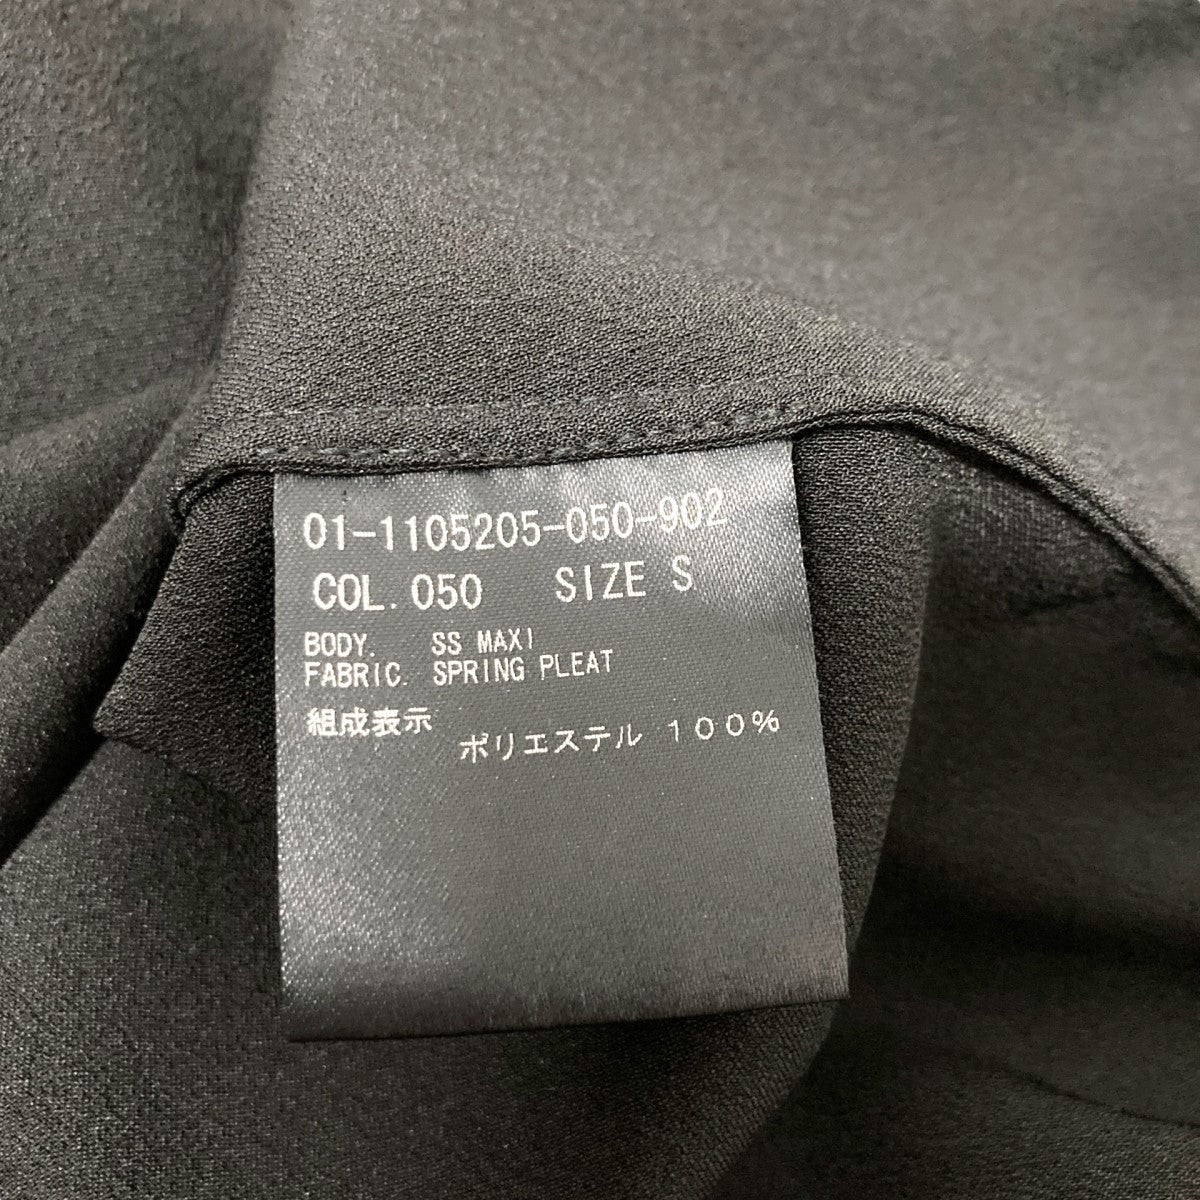 01-1105205-050-902
COL.050 SIZE S
BODY. SS MAXI
FABRIC. SPRING PLEAT
組成表示
ポリエステル 100%